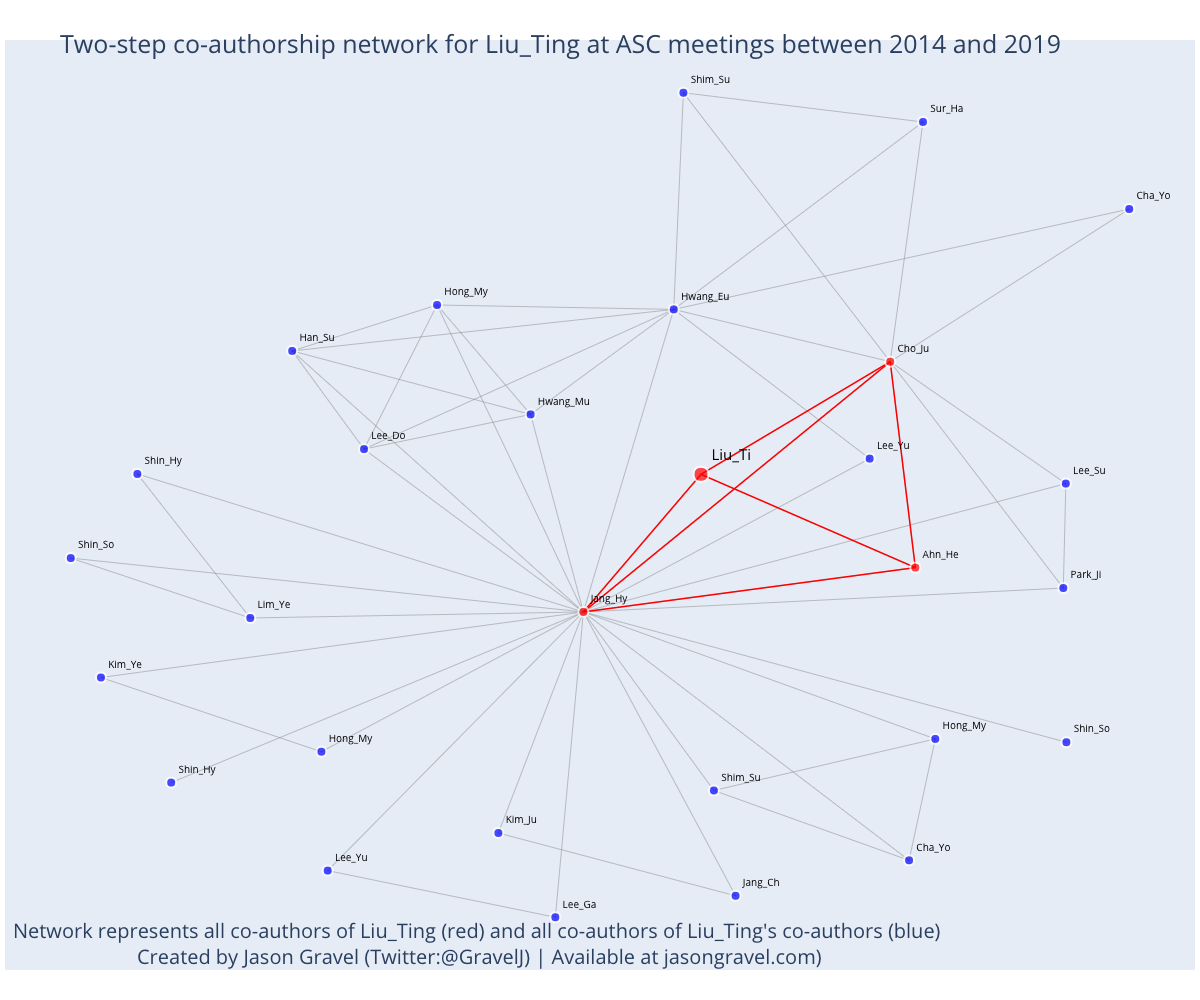 Two-step co-authorship network for Liu_Ting at ASC meetings between 2014 and 2019
Shim_Su
Sur_Ha
Cha_Yo
Hong_My
Hwang_Eu
Han_Su
Cho_Ju
Hwang_Mu
Lee_Do
Lee_Yu
Liu_Ti
Shin_Hy
Lee_Su
Shin_So
Ahn_He
Park_Ji
Lim_Ye
Jang_Hy
Kim_Ye
Hong_My
Hong_My
Shin_So
Shin_Hy
Shim_Su
Kim_Ju
Cha_Yo
Lee_Yu
Jang_Ch
Lee_Ga
Network represents all co-authors of Liu_Ting (red) and all co-authors of Liu_Ting's co-authors (blue)
Created by Jason Gravel (Twitter:@GravelJ) | Available at jasongravel.com)